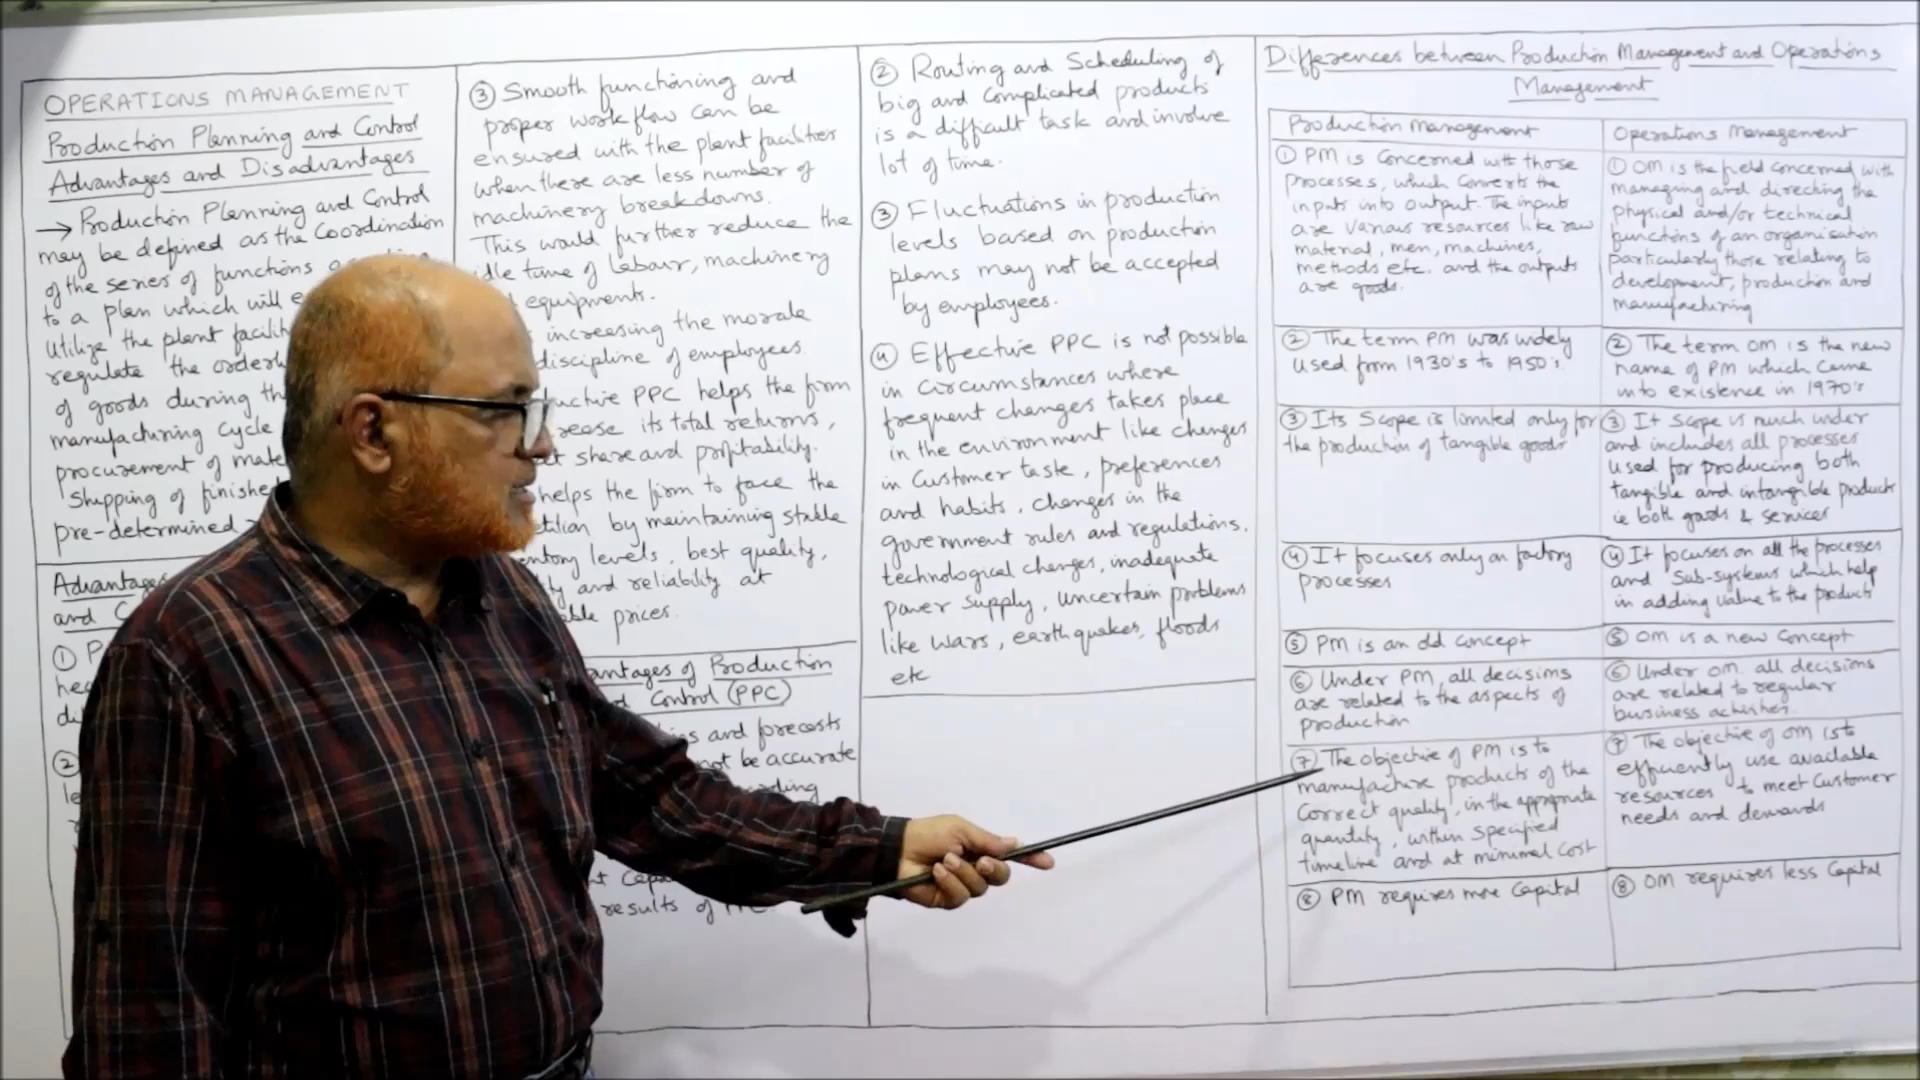 OPERATIONS MANAGEMENT
Production Planning and Control
Advantages and Disadvantages
→ Production Planning and Control
may be defined as the Coordination
of the series of functions
to a plan which will
utilize the plant
regulate the
of goods during
manufacturing cycle
procurement of
Shipping of finished
pre-determined
Advantages
and
①
②
③ Smooth functioning and
proper workflow can be
ensured with the plant facilities
when there are less number of
machinery breakdowns.
This would further reduce the
idle time of labour, machinery
equipments.
increasing the morale
discipline of employees.
PPC helps the firm
its total returns,
share and profitability.
helps the firm to face the
by maintaining stable
levels, best quality,
and reliability at
prices.
of Production
Control (PPC)
and forecasts
not be accurate
results of
② Routing and Scheduling of
big and complicated products
is a difficult task and involve
lot of time.
③ Fluctuations in production
levels based on production
plans may not be accepted
by employees.
④ Effective PPC is not possible
in circumstances where
frequent changes takes place
in the environment like changes
in Customer taste, preferences
and habits, changes in the
government rules and regulations,
technological changes, inadequate
power supply, uncertain problems
like wars, earthquakes, floods
etc
Differences between Production Management and Operations
Management
Production Management
① PM is Concerned with those
processes, which converts the
inputs into output. The inputs
are various resources like raw
material, men, machines,
methods etc. and the outputs
are goods.
② The term PM was widely
used from 1930's to 1950's
③ Its Scope is limited only for
the production of tangible goods
④ It focuses only on factory
processes
⑤ PM is an old concept
⑥ Under PM, all decisions
are related to the aspects of
production
⑦ The objective of PM is to
manufacture products of the
Correct quality, in the appropriate
quantity, within specified
timeline and at minimal cost
⑧ PM requires more Capital
Operations Management
① OM is the field concerned with
managing and directing the
physical and/or technical
functions of an organisation
particularly those relating to
development, production and
manufacturing
② The term OM is the new
name of PM which came
into existence in 1970's
③ It Scope is much wider
and includes all processes
used for producing both
tangible and intangible products
ie both goods & services
④ It focuses on all the processes
and sub-systems which help
in adding value to the products
⑤ OM is a new concept
⑥ Under OM all decisions
are related to regular
business activities.
⑦ The objective of OM is to
efficiently use available
resources to meet Customer
needs and demands
⑧ OM requires less Capital